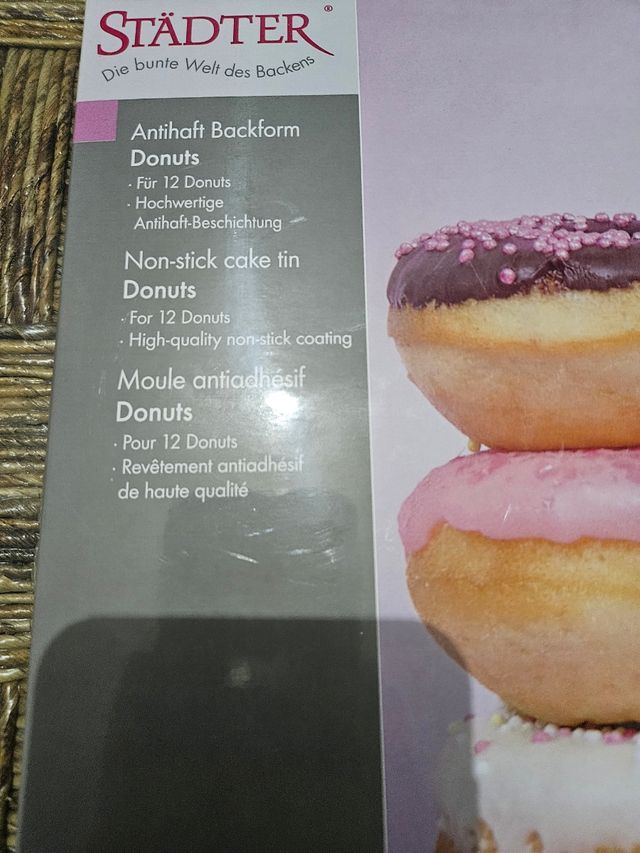 STÄDTER®
Die bunte Welt des Backens
Antihaft Backform
Donuts
· Für 12 Donuts
· Hochwertige
Antihaft-Beschichtung
Non-stick cake tin
Donuts
· For 12 Donuts
· High-quality non-stick coating
Moule antiadhésif
Donuts
· Pour 12 Donuts
· Revêtement antiadhésif
de haute qualité